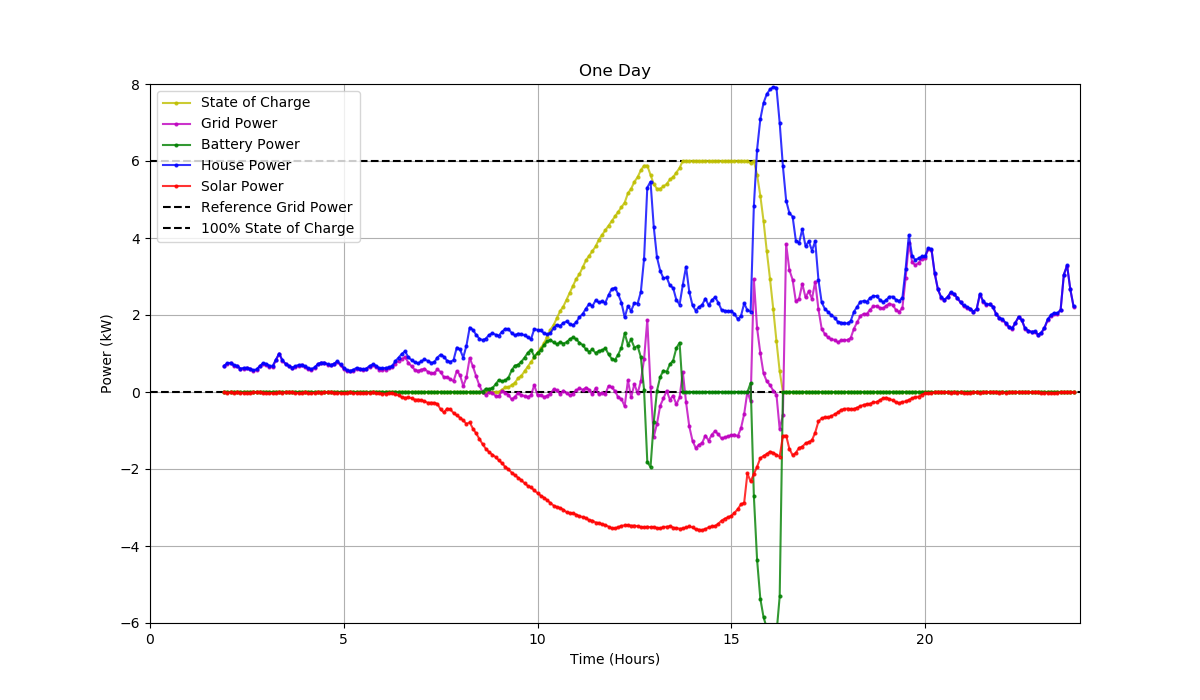 One Day
8
6
4
2
0
−2
−4
−6
Power (kW)
State of Charge
Grid Power
Battery Power
House Power
Solar Power
Reference Grid Power
100% State of Charge
0 5 10 15 20
Time (Hours)